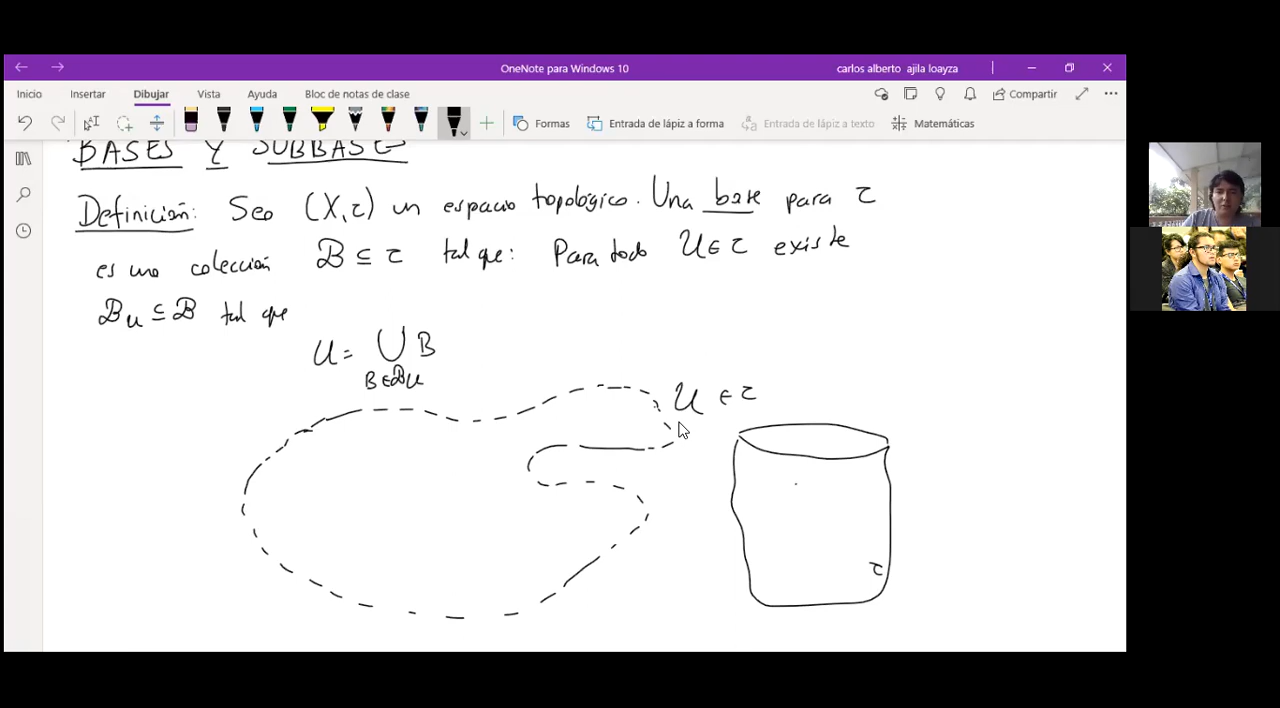 OneNote para Windows 10
carlos alberto ajila loayza
Inicio Insertar Dibujar Vista Ayuda Bloc de notas de clase
Compartir
Formas Entrada de lápiz a forma Entrada de lápiz a texto Matemáticas
BASES Y SUBBASES
Definición: Sea (X,τ) un espacio topológico. Una base para τ
es una colección B ⊆ τ tal que: Para todo U ∈ τ existe
B_U ⊆ B tal que
U = ⋃ B
B∈B_U
U ∈ τ
τ